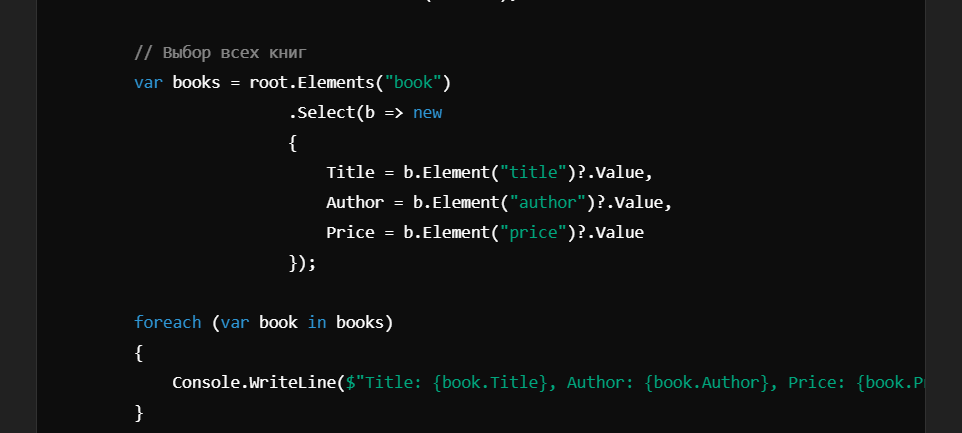 // Выбор всех книг
var books = root.Elements("book")
.Select(b => new
{
Title = b.Element("title")?.Value,
Author = b.Element("author")?.Value,
Price = b.Element("price")?.Value
});
foreach (var book in books)
{
Console.WriteLine($"Title: {book.Title}, Author: {book.Author}, Price: {book.P
}